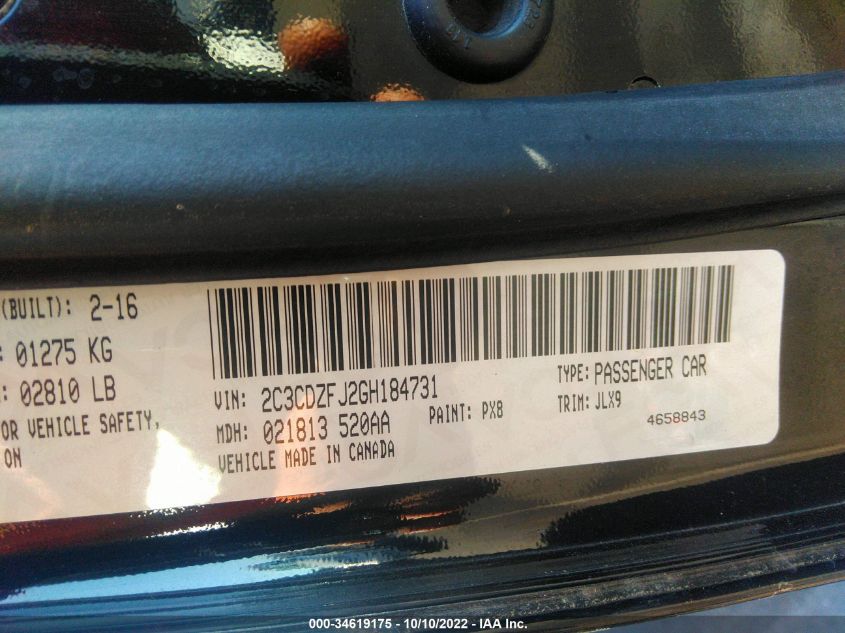 (BUILT): 2-16
: 01275 KG
: 02810 LB
OR VEHICLE SAFETY,
ON
VIN: 2C3CDZFJ2GH184731
TYPE: PASSENGER CAR
MDH: 021813 520AA
PAINT: PX8
TRIM: JLX9
VEHICLE MADE IN CANADA
4658843
000-34619175 - 10/10/2022 - IAA Inc.